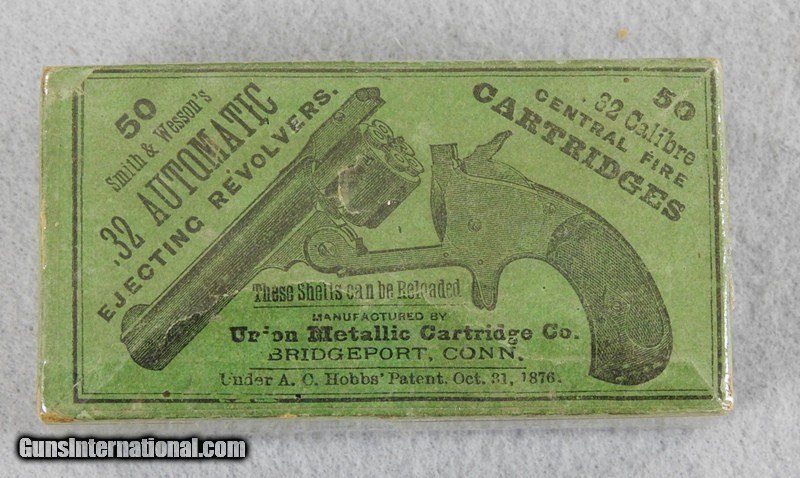 50
Smith & Wesson's
.32 AUTOMATIC
EJECTING REVOLVERS.
50
32 Calibre
CENTRAL FIRE
CARTRIDGES
These Shells can be Reloaded
MANUFACTURED BY
Union Metallic Cartridge Co.
BRIDGEPORT, CONN.
Under A. C. Hobbs' Patent. Oct. 31, 1876.
GunsInternational.com